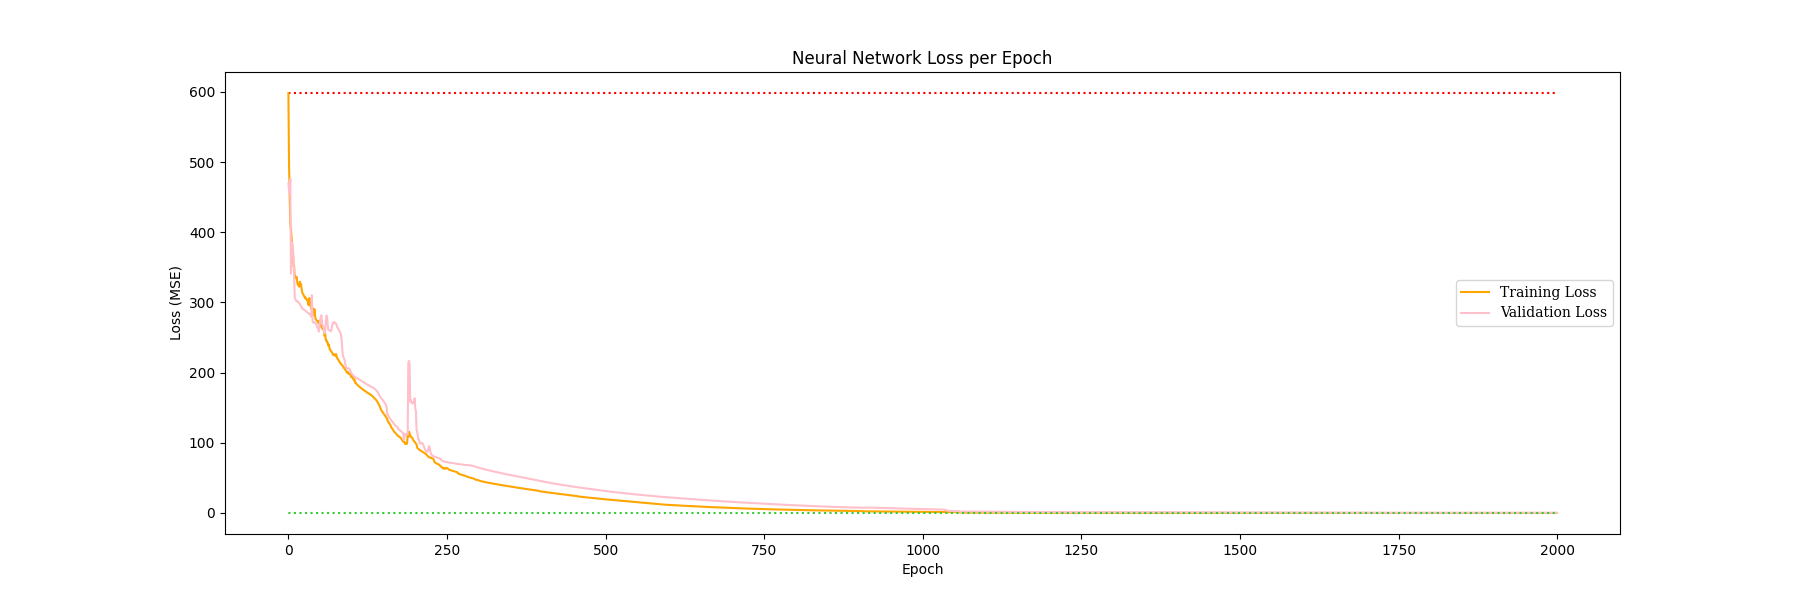 Neural Network Loss per Epoch
600
500
400
300
200
100
0
Loss (MSE)
Training Loss
Validation Loss
0 250 500 750 1000 1250 1500 1750 2000
Epoch